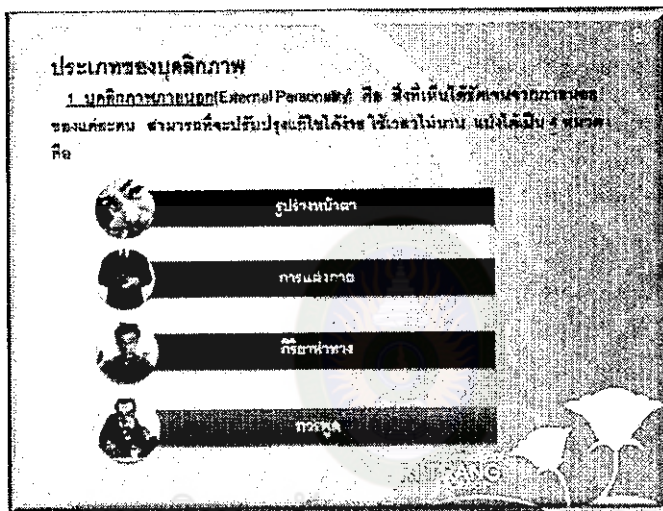 8
ประเภทของบุคลิกภาพ
1. บุคลิกภาพภายนอก(External Personality) คือ สิ่งที่เห็นได้ชัดเจนจากภายนอก
ของแต่ละคน สามารถที่จะปรับปรุงแก้ไขได้ง่าย ใช้เวลาไม่นาน แบ่งได้เป็น 4 หมวด
คือ
รูปร่างหน้าตา
การแต่งกาย
กิริยาท่าทาง
การพูด